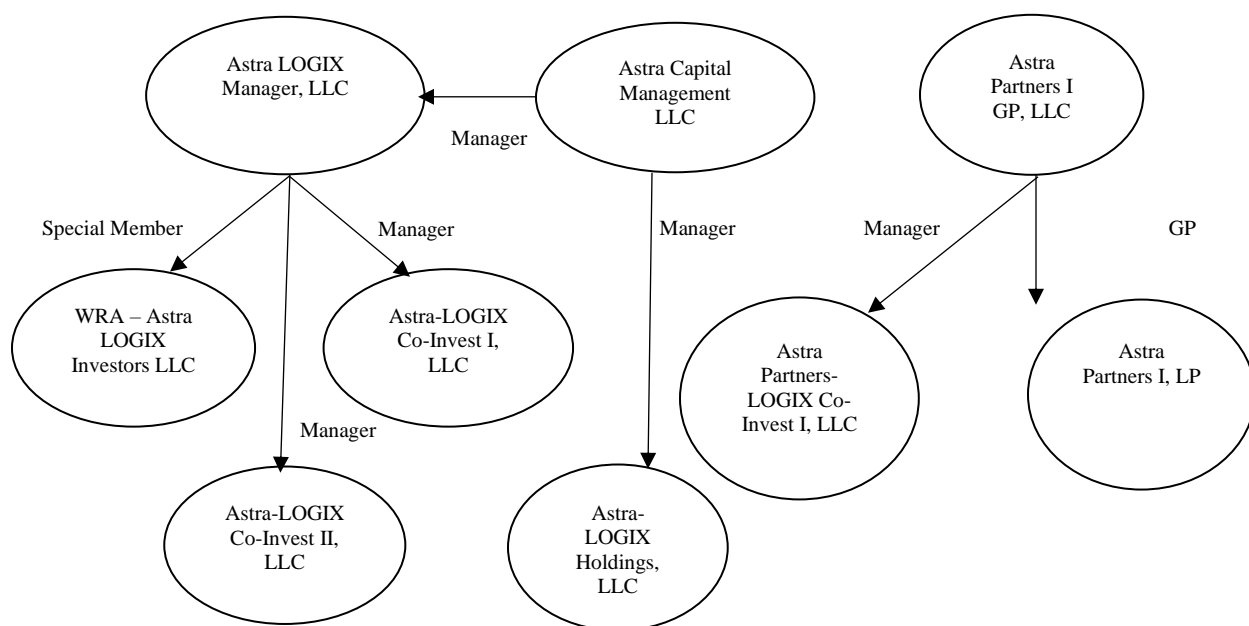 Astra LOGIX
Manager, LLC
Astra Capital
Management
LLC
Astra
Partners I
GP, LLC
Manager
Special Member
Manager
Manager
Manager
GP
WRA – Astra
LOGIX
Investors LLC
Astra-LOGIX
Co-Invest I,
LLC
Astra
Partners-
LOGIX Co-
Invest I, LLC
Astra
Partners I, LP
Manager
Astra-LOGIX
Co-Invest II,
LLC
Astra-
LOGIX
Holdings,
LLC